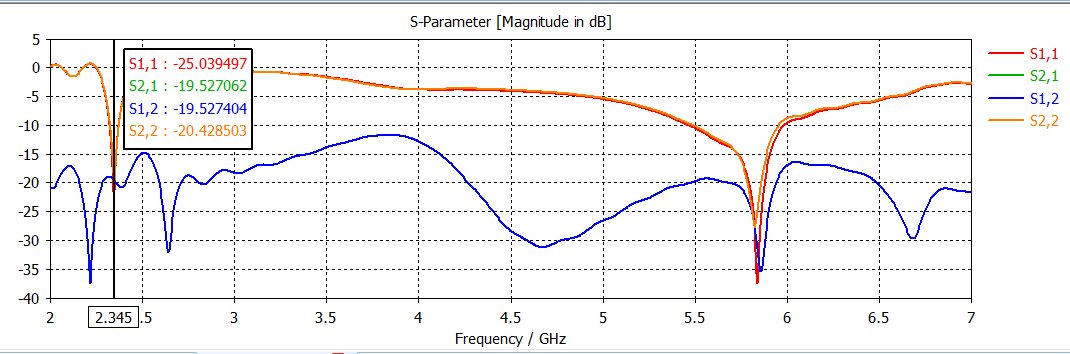 S-Parameter [Magnitude in dB]
5
0
-5
-10
-15
-20
-25
-30
-35
-40
S1,1 : -25.039497
S2,1 : -19.527062
S1,2 : -19.527404
S2,2 : -20.428503
S1,1
S2,1
S1,2
S2,2
2 2.345 .5 3 3.5 4 4.5 5 5.5 6 6.5 7
Frequency / GHz